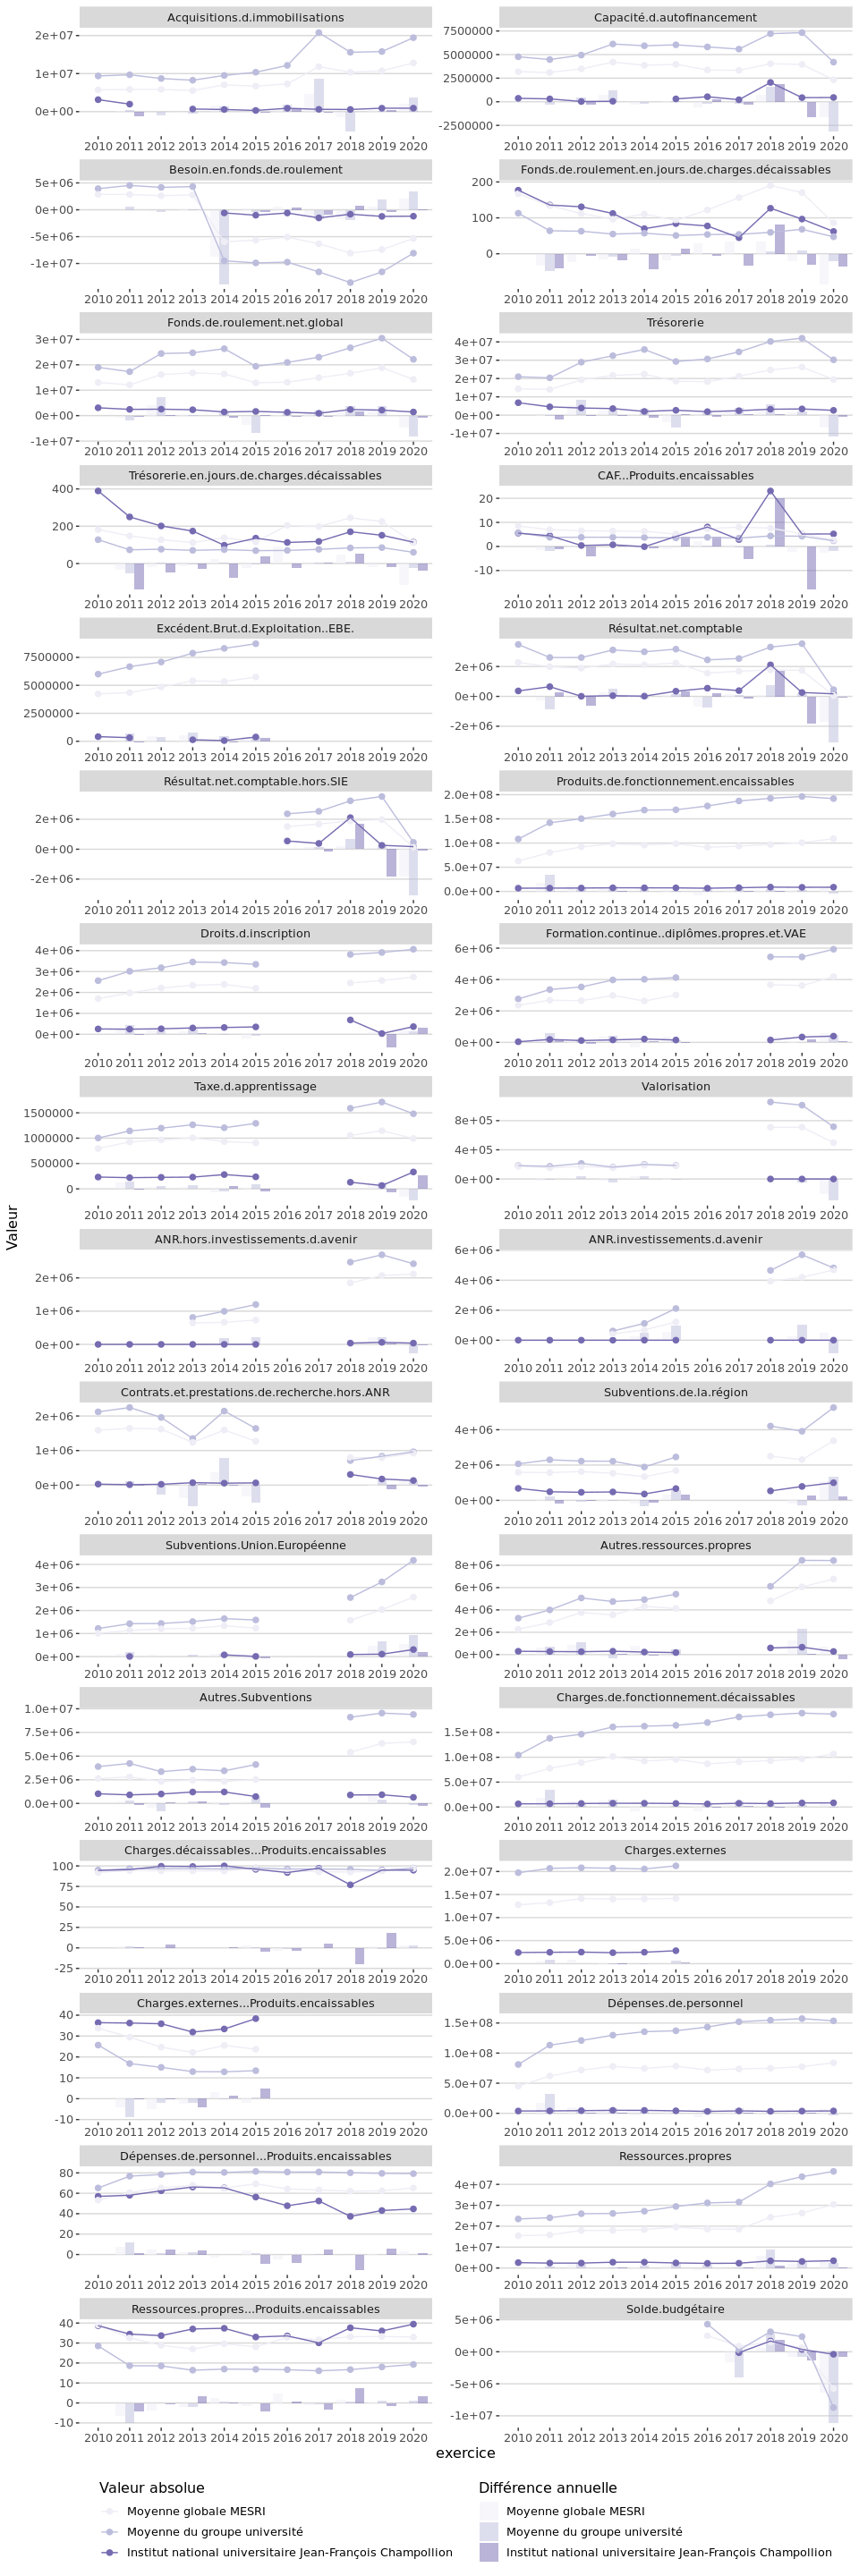 Acquisitions.d.immobilisations
Capacité.d.autofinancement
2e+07
1e+07
0e+00
7500000
5000000
2500000
0
-2500000
2010 2011 2012 2013 2014 2015 2016 2017 2018 2019 2020
2010 2011 2012 2013 2014 2015 2016 2017 2018 2019 2020
Besoin.en.fonds.de.roulement
Fonds.de.roulement.en.jours.de.charges.décaissables
5e+06
0e+00
-5e+06
-1e+07
200
100
0
2010 2011 2012 2013 2014 2015 2016 2017 2018 2019 2020
2010 2011 2012 2013 2014 2015 2016 2017 2018 2019 2020
Fonds.de.roulement.net.global
Trésorerie
3e+07
2e+07
1e+07
0e+00
-1e+07
4e+07
3e+07
2e+07
1e+07
0e+00
-1e+07
2010 2011 2012 2013 2014 2015 2016 2017 2018 2019 2020
2010 2011 2012 2013 2014 2015 2016 2017 2018 2019 2020
Trésorerie.en.jours.de.charges.décaissables
CAF...Produits.encaissables
400
200
0
20
10
0
-10
2010 2011 2012 2013 2014 2015 2016 2017 2018 2019 2020
2010 2011 2012 2013 2014 2015 2016 2017 2018 2019 2020
Excédent.Brut.d.Exploitation..EBE.
Résultat.net.comptable
7500000
5000000
2500000
0
2e+06
0e+00
-2e+06
2010 2011 2012 2013 2014 2015 2016 2017 2018 2019 2020
2010 2011 2012 2013 2014 2015 2016 2017 2018 2019 2020
Résultat.net.comptable.hors.SIE
Produits.de.fonctionnement.encaissables
2e+06
0e+00
-2e+06
2.0e+08
1.5e+08
1.0e+08
5.0e+07
0.0e+00
2010 2011 2012 2013 2014 2015 2016 2017 2018 2019 2020
2010 2011 2012 2013 2014 2015 2016 2017 2018 2019 2020
Droits.d.inscription
Formation.continue..diplômes.propres.et.VAE
4e+06
3e+06
2e+06
1e+06
0e+00
6e+06
4e+06
2e+06
0e+00
2010 2011 2012 2013 2014 2015 2016 2017 2018 2019 2020
2010 2011 2012 2013 2014 2015 2016 2017 2018 2019 2020
Taxe.d.apprentissage
Valorisation
1500000
1000000
500000
0
8e+05
4e+05
0e+00
2010 2011 2012 2013 2014 2015 2016 2017 2018 2019 2020
2010 2011 2012 2013 2014 2015 2016 2017 2018 2019 2020
Valeur
ANR.hors.investissements.d.avenir
ANR.investissements.d.avenir
2e+06
1e+06
0e+00
6e+06
4e+06
2e+06
0e+00
2010 2011 2012 2013 2014 2015 2016 2017 2018 2019 2020
2010 2011 2012 2013 2014 2015 2016 2017 2018 2019 2020
Contrats.et.prestations.de.recherche.hors.ANR
Subventions.de.la.région
2e+06
1e+06
0e+00
4e+06
2e+06
0e+00
2010 2011 2012 2013 2014 2015 2016 2017 2018 2019 2020
2010 2011 2012 2013 2014 2015 2016 2017 2018 2019 2020
Subventions.Union.Européenne
Autres.ressources.propres
4e+06
3e+06
2e+06
1e+06
0e+00
8e+06
6e+06
4e+06
2e+06
0e+00
2010 2011 2012 2013 2014 2015 2016 2017 2018 2019 2020
2010 2011 2012 2013 2014 2015 2016 2017 2018 2019 2020
Autres.Subventions
Charges.de.fonctionnement.décaissables
1.0e+07
7.5e+06
5.0e+06
2.5e+06
0.0e+00
1.5e+08
1.0e+08
5.0e+07
0.0e+00
2010 2011 2012 2013 2014 2015 2016 2017 2018 2019 2020
2010 2011 2012 2013 2014 2015 2016 2017 2018 2019 2020
Charges.décaissables...Produits.encaissables
Charges.externes
100
75
50
25
0
-25
2.0e+07
1.5e+07
1.0e+07
5.0e+06
0.0e+00
2010 2011 2012 2013 2014 2015 2016 2017 2018 2019 2020
2010 2011 2012 2013 2014 2015 2016 2017 2018 2019 2020
Charges.externes...Produits.encaissables
Dépenses.de.personnel
40
30
20
10
0
-10
1.5e+08
1.0e+08
5.0e+07
0.0e+00
2010 2011 2012 2013 2014 2015 2016 2017 2018 2019 2020
2010 2011 2012 2013 2014 2015 2016 2017 2018 2019 2020
Dépenses.de.personnel...Produits.encaissables
Ressources.propres
80
60
40
20
0
4e+07
3e+07
2e+07
1e+07
0e+00
2010 2011 2012 2013 2014 2015 2016 2017 2018 2019 2020
2010 2011 2012 2013 2014 2015 2016 2017 2018 2019 2020
Ressources.propres...Produits.encaissables
Solde.budgétaire
40
30
20
10
0
-10
5e+06
0e+00
-5e+06
-1e+07
2010 2011 2012 2013 2014 2015 2016 2017 2018 2019 2020
2010 2011 2012 2013 2014 2015 2016 2017 2018 2019 2020
exercice
Valeur absolue
Moyenne globale MESRI
Moyenne du groupe université
Institut national universitaire Jean-François Champollion
Différence annuelle
Moyenne globale MESRI
Moyenne du groupe université
Institut national universitaire Jean-François Champollion